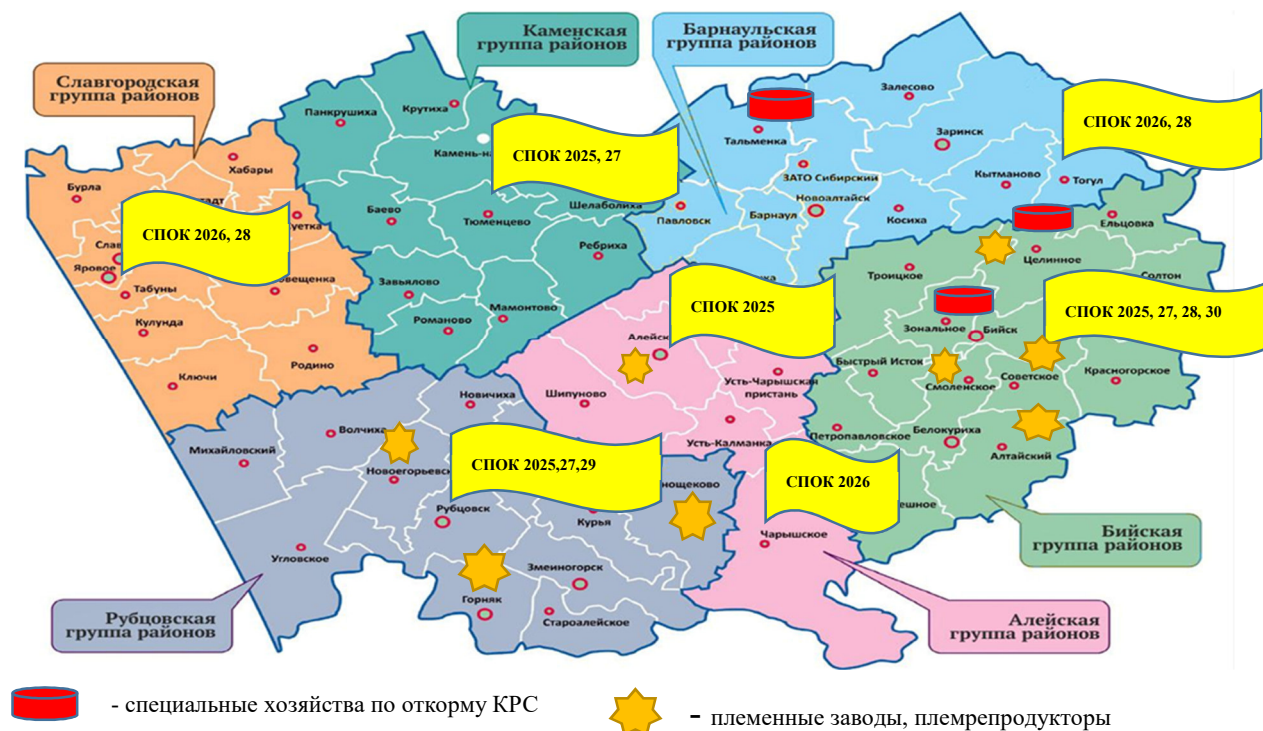 Каменская
группа районов
Барнаульская
группа районов
Славгородская
группа районов
Панкрушиха
Крутиха
СПОК 2025, 27
Шелаболиха
Хабары
Бурла
СПОК 2026, 28
Яровое
Табуны
Кулунда
Ключи
Родино
Баево
Тюменцево
Ребриха
Завьялово
Романово
Мамонтово
Тальменка
Залесово
Заринск
СПОК 2026, 28
ЗАТО Сибирский
Новоалтайск
Кытманово
Тогул
Павловск
Барнаул
Косиха
Ельцовка
Целинное
Троицкое
Солтон
СПОК 2025
Зональное
Бийск
СПОК 2025, 27, 28, 30
Быстрый Исток
Смоленское
Советское
Красногорское
Усть-Чарышская
пристань
Шипуново
Усть-Калманка
Петропавловское
Белокуриха
Алтайский
СПОК 2026
Чарышское
Новичиха
Волчиха
Михайловский
СПОК 2025,27,29
Рубцовск
Курья
Угловское
Змеиногорск
Горняк
Староалейское
Бийская
группа районов
Рубцовская
группа районов
Алейская
группа районов
- специальные хозяйства по откорму КРС
- племенные заводы, племрепродукторы